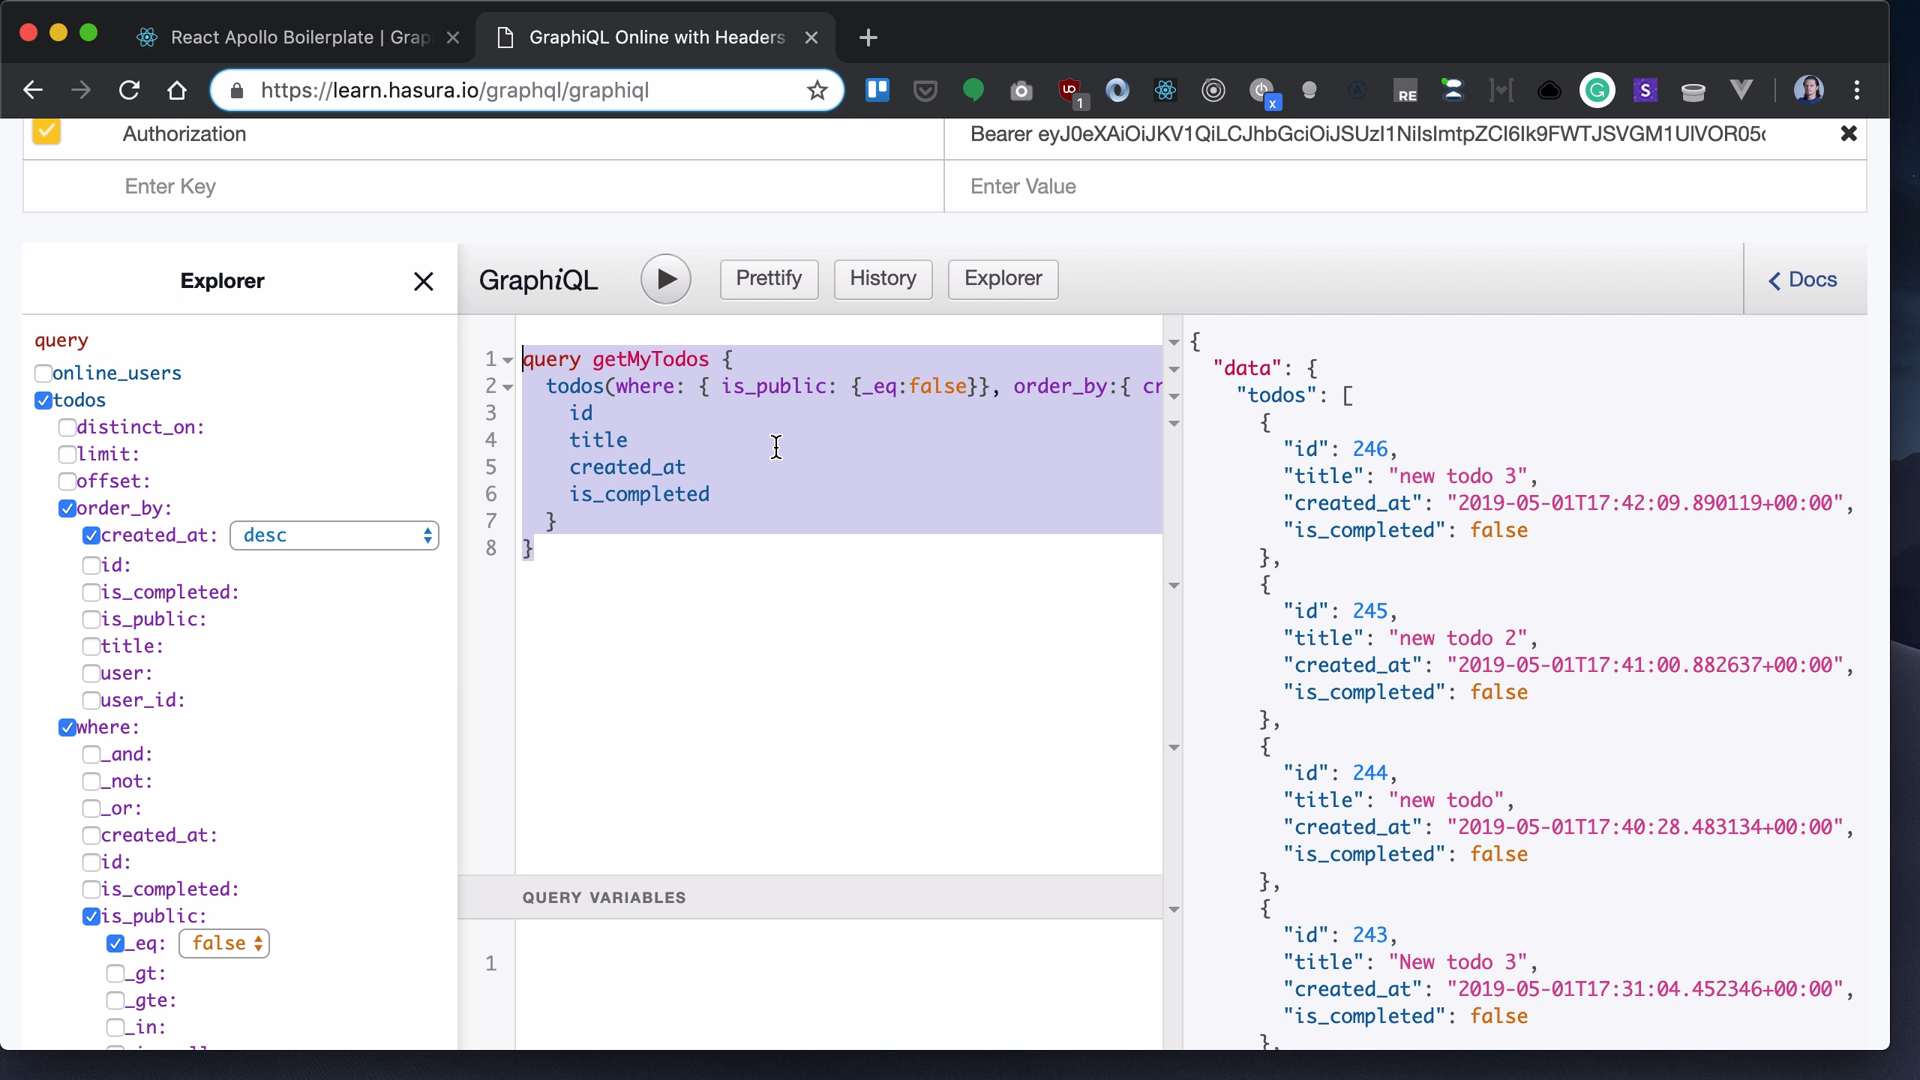 React Apollo Boilerplate | Grap
GraphiQL Online with Headers
https://learn.hasura.io/graphql/graphiql
UD
1
x
RE
S
Authorization
Enter Key
Enter Value
Explorer
GraphiQL
Prettify
History
Explorer
Docs
query
online_users
todos
distinct_on:
limit:
offset:
order_by:
created_at: desc
id:
is_completed:
is_public:
title:
user:
user_id:
where:
_and:
_not:
_or:
created_at:
id:
is_completed:
is_public:
_eq: false
_gt:
_gte:
_in:
1 query getMyTodos {
2 todos(where: { is_public: {_eq:false}}, order_by:{ cr
3 id
4 title
5 created_at
6 is_completed
7 }
8 }
QUERY VARIABLES
1
{
"data": {
"todos": [
{
"id": 246,
"title": "new todo 3",
"created_at": "2019-05-01T17:42:09.890119+00:00",
"is_completed": false
},
{
"id": 245,
"title": "new todo 2",
"created_at": "2019-05-01T17:41:00.882637+00:00",
"is_completed": false
},
{
"id": 244,
"title": "new todo",
"created_at": "2019-05-01T17:40:28.483134+00:00",
"is_completed": false
},
{
"id": 243,
"title": "New todo 3",
"created_at": "2019-05-01T17:31:04.452346+00:00",
"is_completed": false
},